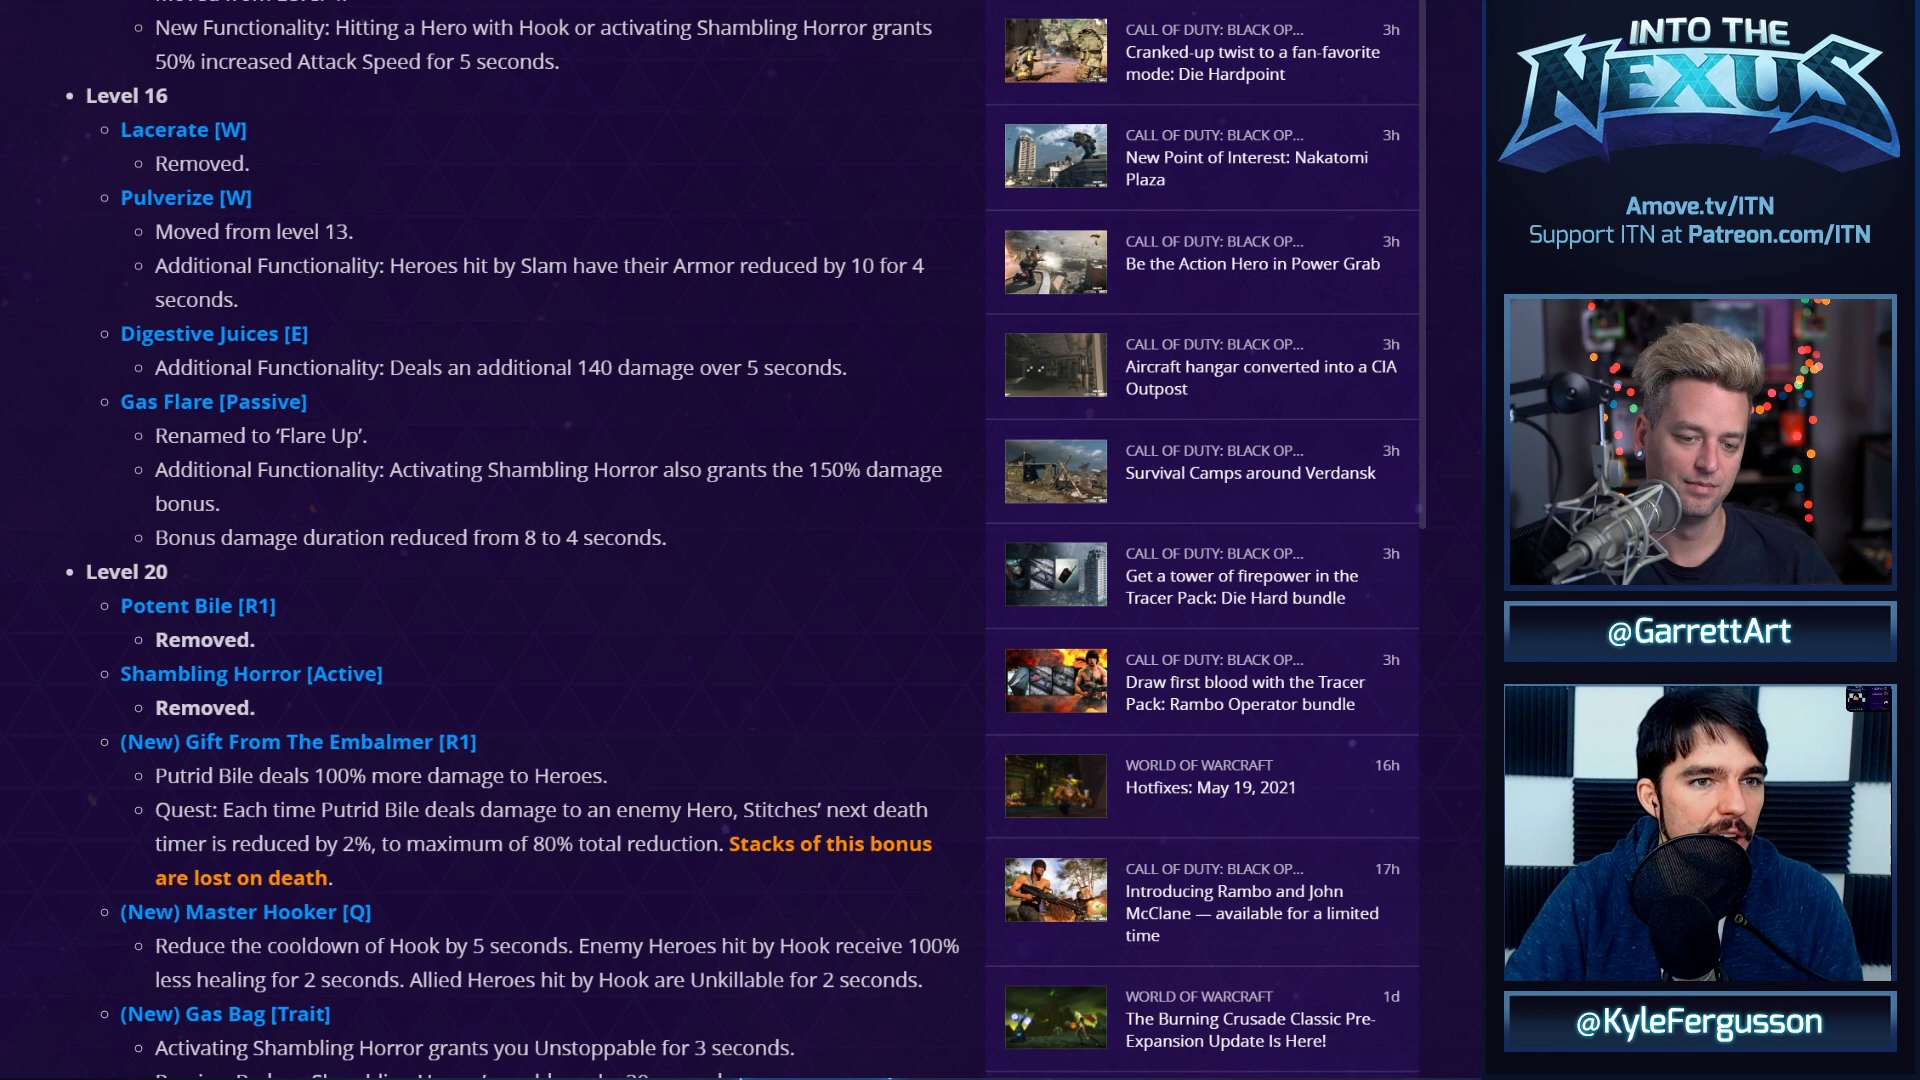 New Functionality: Hitting a Hero with Hook or activating Shambling Horror grants
50% increased Attack Speed for 5 seconds.
Level 16
Lacerate [W]
Removed.
Pulverize [W]
Moved from level 13.
Additional Functionality: Heroes hit by Slam have their Armor reduced by 10 for 4
seconds.
Digestive Juices [E]
Additional Functionality: Deals an additional 140 damage over 5 seconds.
Gas Flare [Passive]
Renamed to ‘Flare Up’.
Additional Functionality: Activating Shambling Horror also grants the 150% damage
bonus.
Bonus damage duration reduced from 8 to 4 seconds.
Level 20
Potent Bile [R1]
Removed.
Shambling Horror [Active]
Removed.
(New) Gift From The Embalmer [R1]
Putrid Bile deals 100% more damage to Heroes.
Quest: Each time Putrid Bile deals damage to an enemy Hero, Stitches’ next death
timer is reduced by 2%, to maximum of 80% total reduction. Stacks of this bonus
are lost on death.
(New) Master Hooker [Q]
Reduce the cooldown of Hook by 5 seconds. Enemy Heroes hit by Hook receive 100%
less healing for 2 seconds. Allied Heroes hit by Hook are Unkillable for 2 seconds.
(New) Gas Bag [Trait]
Activating Shambling Horror grants you Unstoppable for 3 seconds.
CALL OF DUTY: BLACK OP... 3h
Cranked-up twist to a fan-favorite
mode: Die Hardpoint
CALL OF DUTY: BLACK OP... 3h
New Point of Interest: Nakatomi
Plaza
CALL OF DUTY: BLACK OP... 3h
Be the Action Hero in Power Grab
CALL OF DUTY: BLACK OP... 3h
Aircraft hangar converted into a CIA
Outpost
CALL OF DUTY: BLACK OP... 3h
Survival Camps around Verdansk
CALL OF DUTY: BLACK OP... 3h
Get a tower of firepower in the
Tracer Pack: Die Hard bundle
CALL OF DUTY: BLACK OP... 3h
Draw first blood with the Tracer
Pack: Rambo Operator bundle
WORLD OF WARCRAFT 16h
Hotfixes: May 19, 2021
CALL OF DUTY: BLACK OP... 17h
Introducing Rambo and John
McClane — available for a limited
time
WORLD OF WARCRAFT 1d
The Burning Crusade Classic Pre-
Expansion Update Is Here!
INTO THE
NEXUS
Amove.tv/ITN
Support ITN at Patreon.com/ITN
@GarrettArt
@KyleFergusson